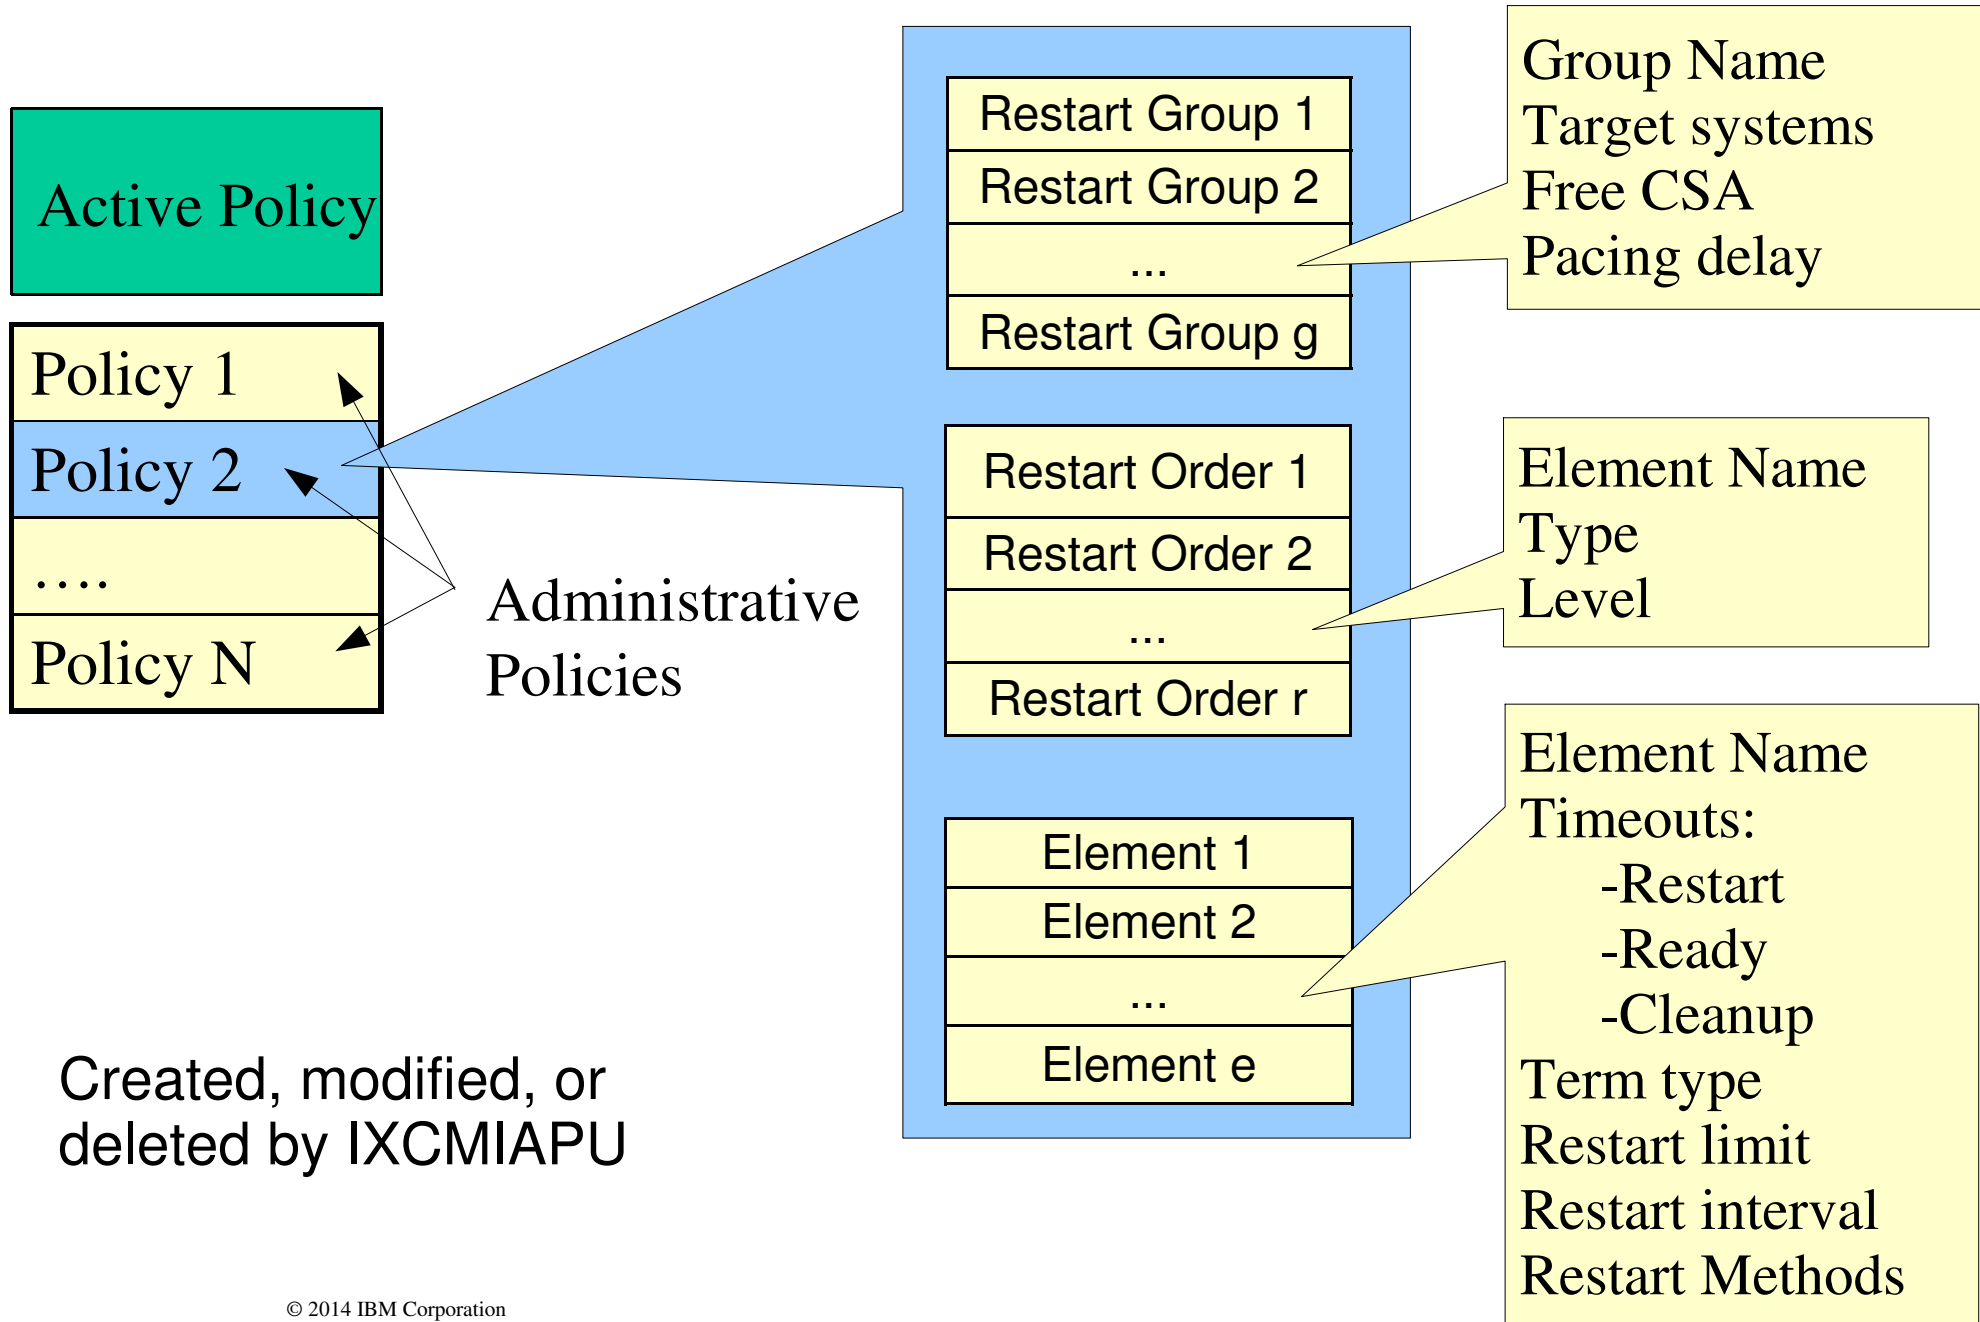 Active Policy
Policy 1
Policy 2
....
Policy N
Administrative
Policies
Created, modified, or
deleted by IXCMIAPU
Restart Group 1
Restart Group 2
...
Restart Group g
Restart Order 1
Restart Order 2
...
Restart Order r
Element 1
Element 2
...
Element e
Group Name
Target systems
Free CSA
Pacing delay
Element Name
Type
Level
Element Name
Timeouts:
-Restart
-Ready
-Cleanup
Term type
Restart limit
Restart interval
Restart Methods
© 2014 IBM Corporation